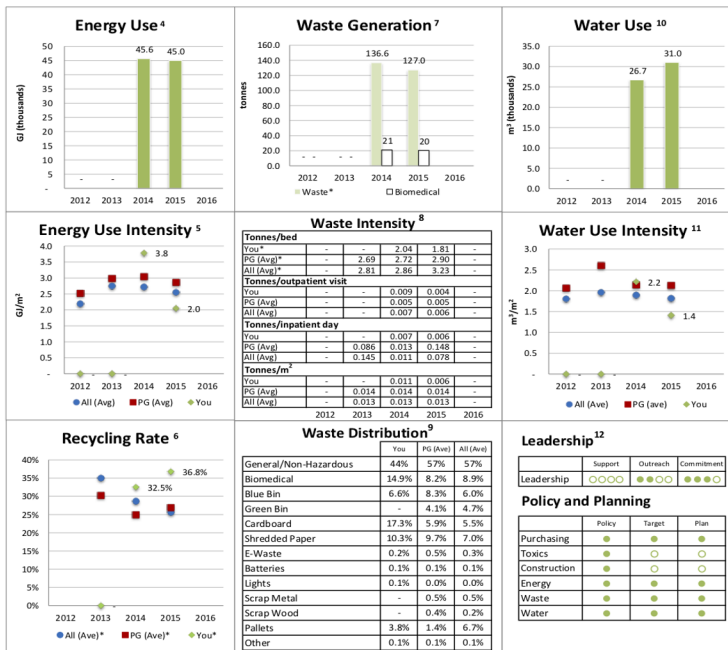 Energy Use 4
GJ (thousands)
50
45
40
35
30
25
20
15
10
5
-
- - 45.6 45.0
2012 2013 2014 2015 2016
Waste Generation 7
tonnes
160.0
140.0
120.0
100.0
80.0
60.0
40.0
20.0
0.0
136.6 127.0
21 20
- - - -
2012 2013 2014 2015 2016
Waste* Biomedical
Water Use 10
m³ (thousands)
35.0
30.0
25.0
20.0
15.0
10.0
5.0
0.0
- - 26.7 31.0
2012 2013 2014 2015 2016
Energy Use Intensity 5
GJ/m²
4.0
3.5
3.0
2.5
2.0
1.5
1.0
0.5
-
3.8
2.0
- -
2012 2013 2014 2015 2016
All (Avg) PG (Avg) You
Waste Intensity 8
Tonnes/bed
You* - - 2.04 1.81 -
PG (Avg)* - 2.69 2.72 2.90 -
All (Avg)* - 2.81 2.86 3.23 -
Tonnes/outpatient visit
You - - 0.009 0.004 -
PG (Avg) - - 0.005 0.005 -
All (Avg) - - 0.007 0.006 -
Tonnes/inpatient day
You - - 0.007 0.006 -
PG (Avg) - 0.086 0.013 0.148 -
All (Avg) - 0.145 0.011 0.078 -
Tonnes/m²
You - - 0.011 0.006 -
PG (Avg) - 0.014 0.014 0.014 -
All (Avg) - 0.013 0.013 0.013 -
2012 2013 2014 2015 2016
Water Use Intensity 11
m³/m²
3.0
2.5
2.0
1.5
1.0
0.5
-
2.2
1.4
- -
2012 2013 2014 2015 2016
All (Ave) PG (ave) You
Recycling Rate 6
40%
35%
30%
25%
20%
15%
10%
5%
0%
32.5% 36.8%
-
2012 2013 2014 2015 2016
All (Ave)* PG (Ave)* You*
Waste Distribution9
You PG (Ave) All (Ave)
General/Non-Hazardous 44% 57% 57%
Biomedical 14.9% 8.2% 8.9%
Blue Bin 6.6% 8.3% 6.0%
Green Bin - 4.1% 4.7%
Cardboard 17.3% 5.9% 5.5%
Shredded Paper 10.3% 9.7% 7.0%
E-Waste 0.2% 0.5% 0.3%
Batteries 0.1% 0.1% 0.1%
Lights 0.1% 0.0% 0.0%
Scrap Metal - 0.5% 0.5%
Scrap Wood - 0.4% 0.2%
Pallets 3.8% 1.4% 6.7%
Other 0.1% 0.1% 0.1%
Leadership12
Support Outreach Commitment
Leadership
Policy and Planning
Policy Target Plan
Purchasing
Toxics
Construction
Energy
Waste
Water